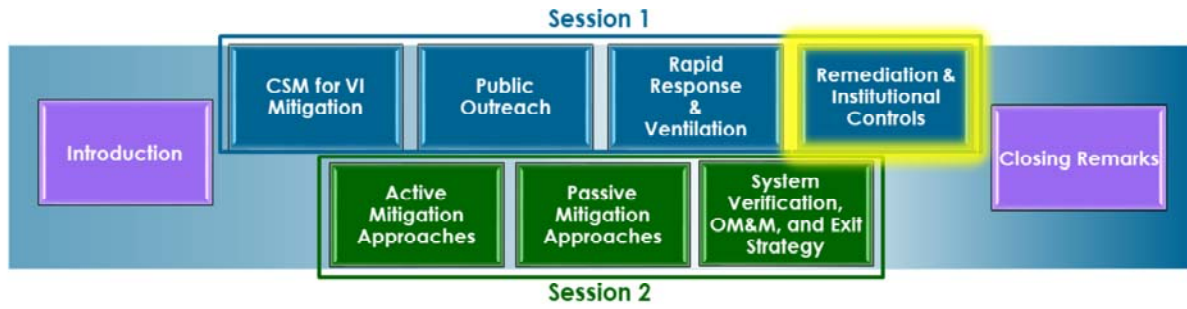 Session 1
CSM for VI
Mitigation
Public
Outreach
Rapid
Response
&
Ventilation
Remediation &
Institutional
Controls
Introduction
Closing Remarks
Active
Mitigation
Approaches
Passive
Mitigation
Approaches
System
Verification,
OM&M, and Exit
Strategy
Session 2